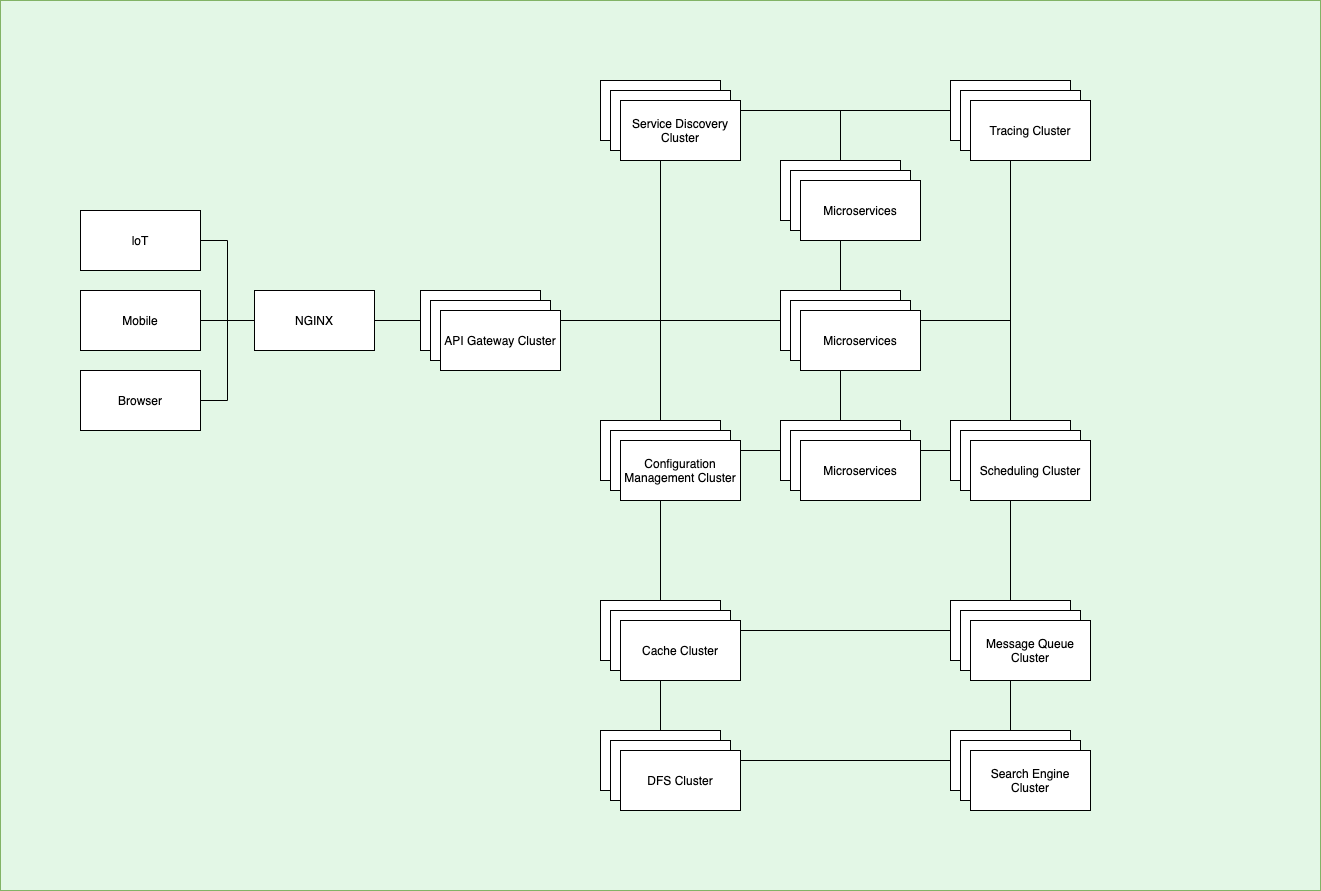 Service Discovery
Cluster
Tracing Cluster
Microservices
IoT
Mobile
NGINX
API Gateway Cluster
Microservices
Browser
Configuration
Management Cluster
Microservices
Scheduling Cluster
Cache Cluster
Message Queue
Cluster
DFS Cluster
Search Engine
Cluster